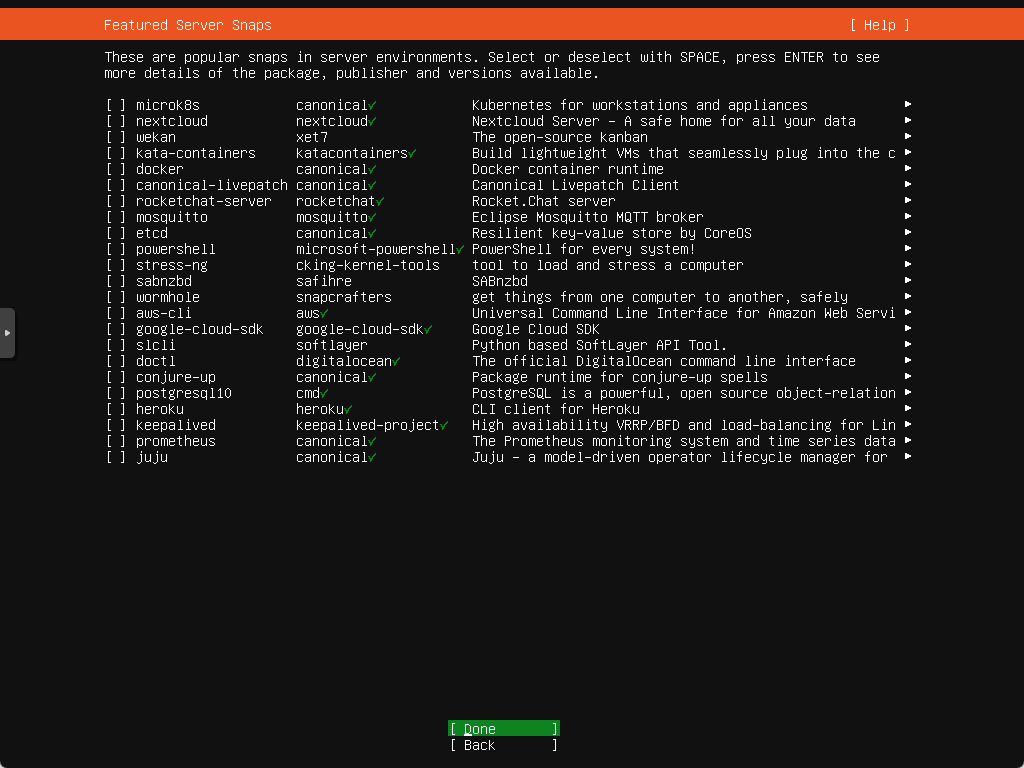 Featured Server Snaps [ Help ]
These are popular snaps in server environments. Select or deselect with SPACE, press ENTER to see
more details of the package, publisher and versions available.
[ ] microk8s canonical✓ Kubernetes for workstations and appliances ▸
[ ] nextcloud nextcloud✓ Nextcloud Server - A safe home for all your data ▸
[ ] wekan xet7 The open-source kanban ▸
[ ] kata-containers katacontainers✓ Build lightweight VMs that seamlessly plug into the c ▸
[ ] docker canonical✓ Docker container runtime ▸
[ ] canonical-livepatch canonical✓ Canonical Livepatch Client ▸
[ ] rocketchat-server rocketchat✓ Rocket.Chat server ▸
[ ] mosquitto mosquitto✓ Eclipse Mosquitto MQTT broker ▸
[ ] etcd canonical✓ Resilient key-value store by CoreOS ▸
[ ] powershell microsoft-powershell✓ PowerShell for every system! ▸
[ ] stress-ng cking-kernel-tools tool to load and stress a computer ▸
[ ] sabnzbd safihre SABnzbd ▸
[ ] wormhole snapcrafters get things from one computer to another, safely ▸
[ ] aws-cli aws✓ Universal Command Line Interface for Amazon Web Servi ▸
[ ] google-cloud-sdk google-cloud-sdk✓ Google Cloud SDK ▸
[ ] slcli softlayer Python based SoftLayer API Tool. ▸
[ ] doctl digitalocean✓ The official DigitalOcean command line interface ▸
[ ] conjure-up canonical✓ Package runtime for conjure-up spells ▸
[ ] postgresql10 cmd✓ PostgreSQL is a powerful, open source object-relation ▸
[ ] heroku heroku✓ CLI client for Heroku ▸
[ ] keepalived keepalived-project✓ High availability VRRP/BFD and load-balancing for Lin ▸
[ ] prometheus canonical✓ The Prometheus monitoring system and time series data ▸
[ ] juju canonical✓ Juju - a model-driven operator lifecycle manager for ▸
[ Done ]
[ Back ]